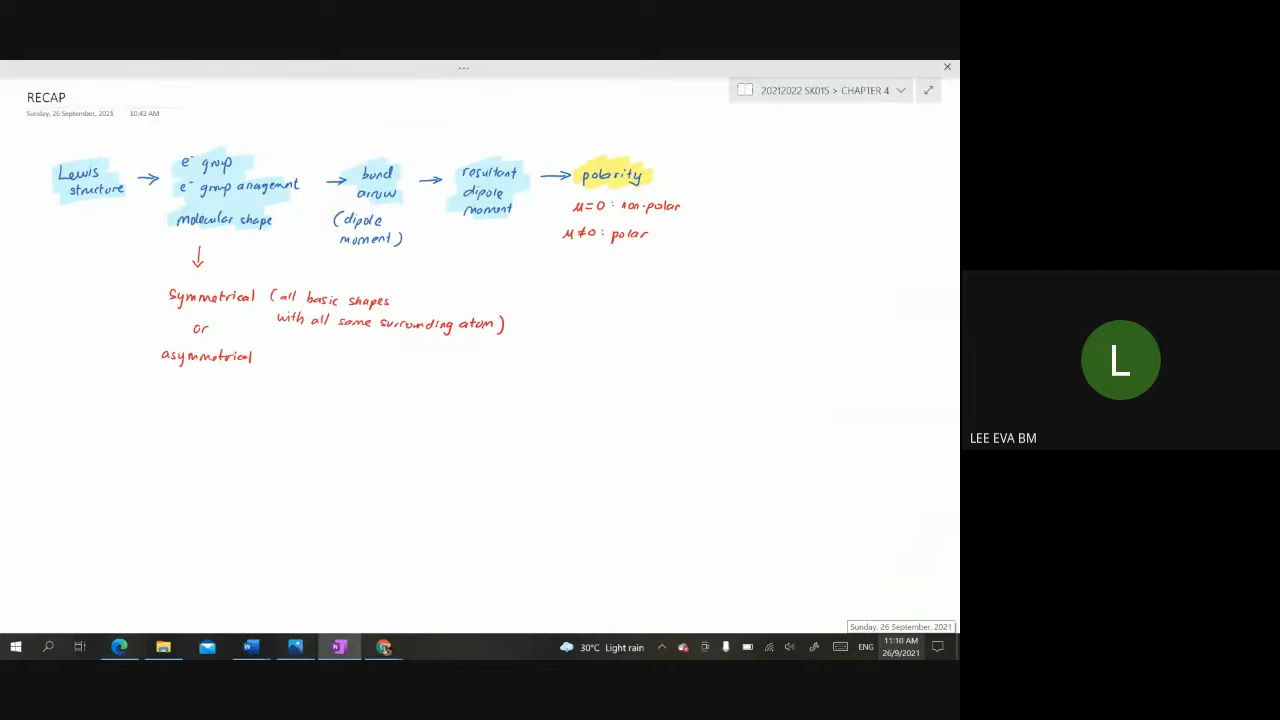 RECAP
Sunday, 26 September, 2021 10:42 AM
20212022 SK015 > CHAPTER 4
Lewis structure → e⁻ group
e⁻ group arrangement
molecular shape
→ bond arrow
(dipole moment)
→ resultant dipole moment
→ polarity
μ = 0 : non-polar
μ ≠ 0 : polar
↓
symmetrical (all basic shapes
with all same surrounding atom)
or
asymmetrical
L
LEE EVA BM
Sunday, 26 September, 2021
30°C Light rain
ENG
11:10 AM
26/9/2021